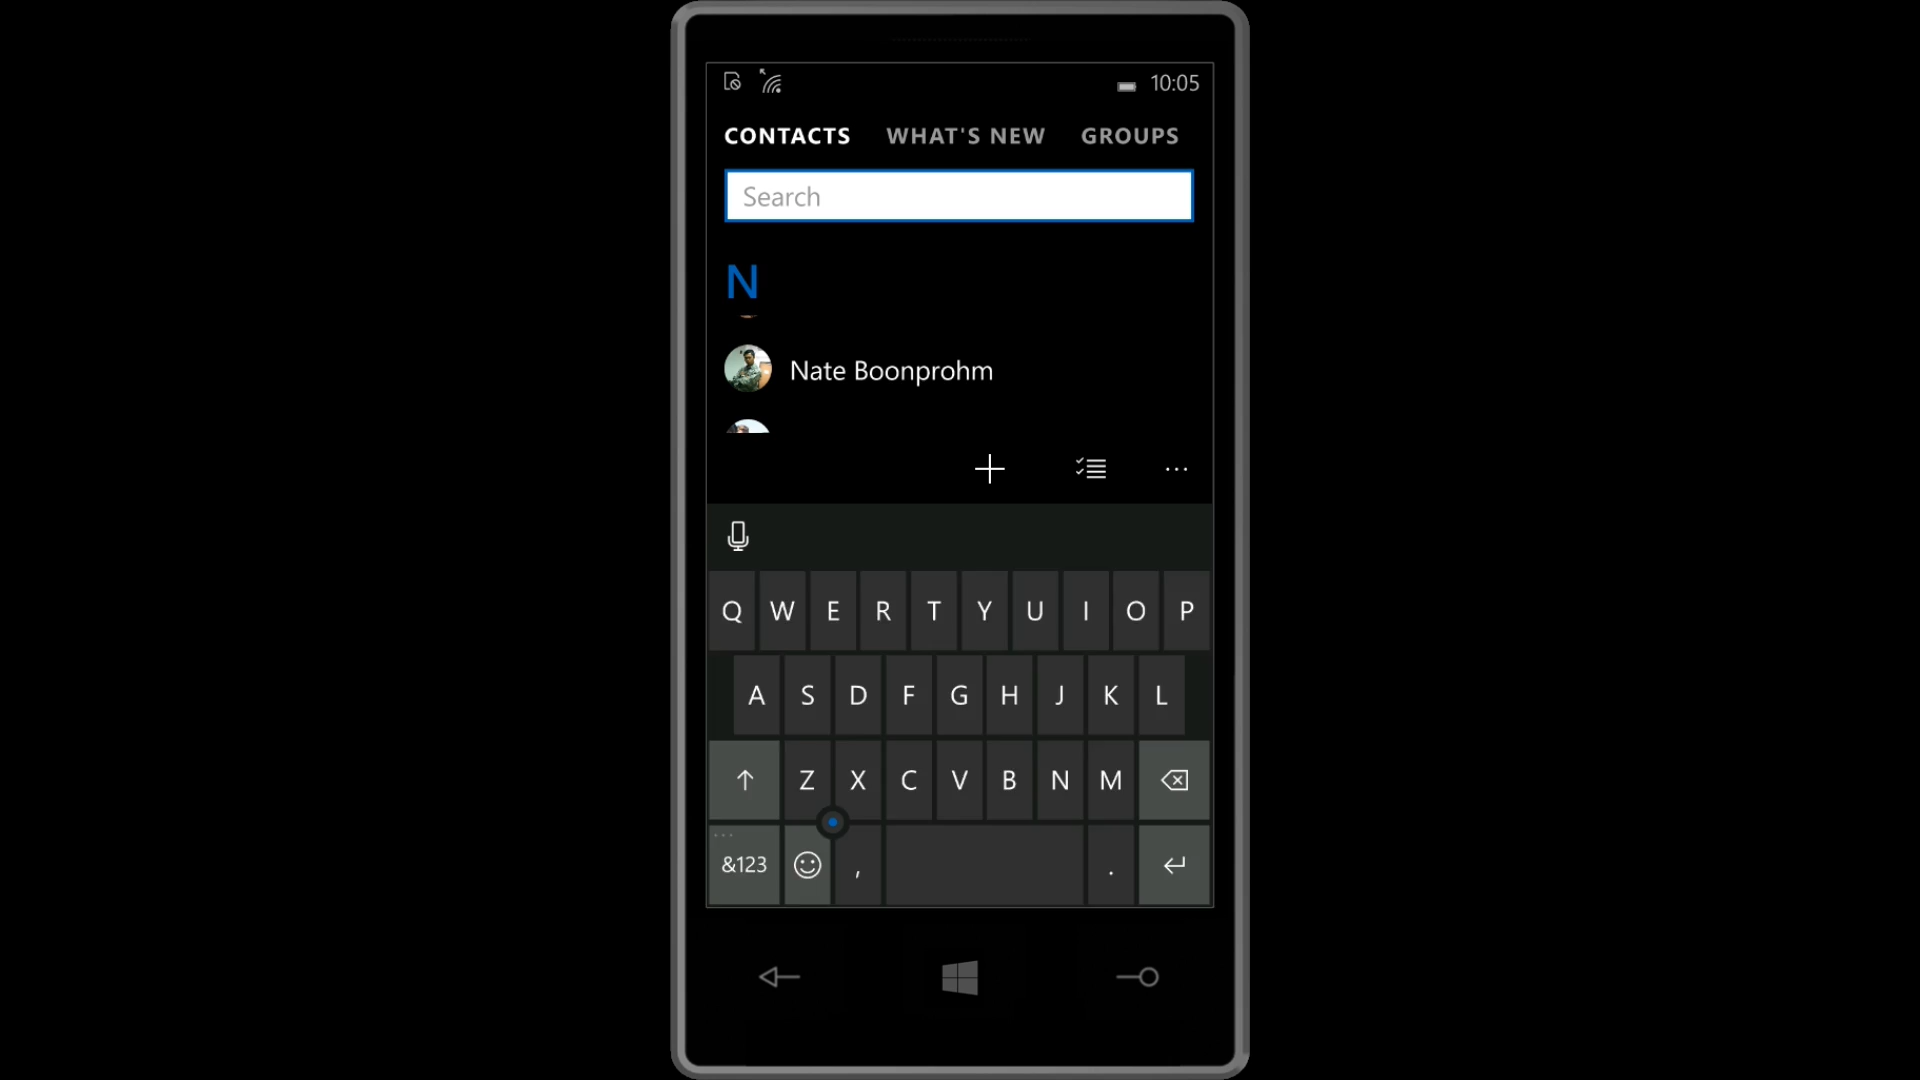 10:05
CONTACTS WHAT'S NEW GROUPS
Search
N
Nate Boonprohm
...
Q W E R T Y U I O P
A S D F G H J K L
Z X C V B N M
&123 , .